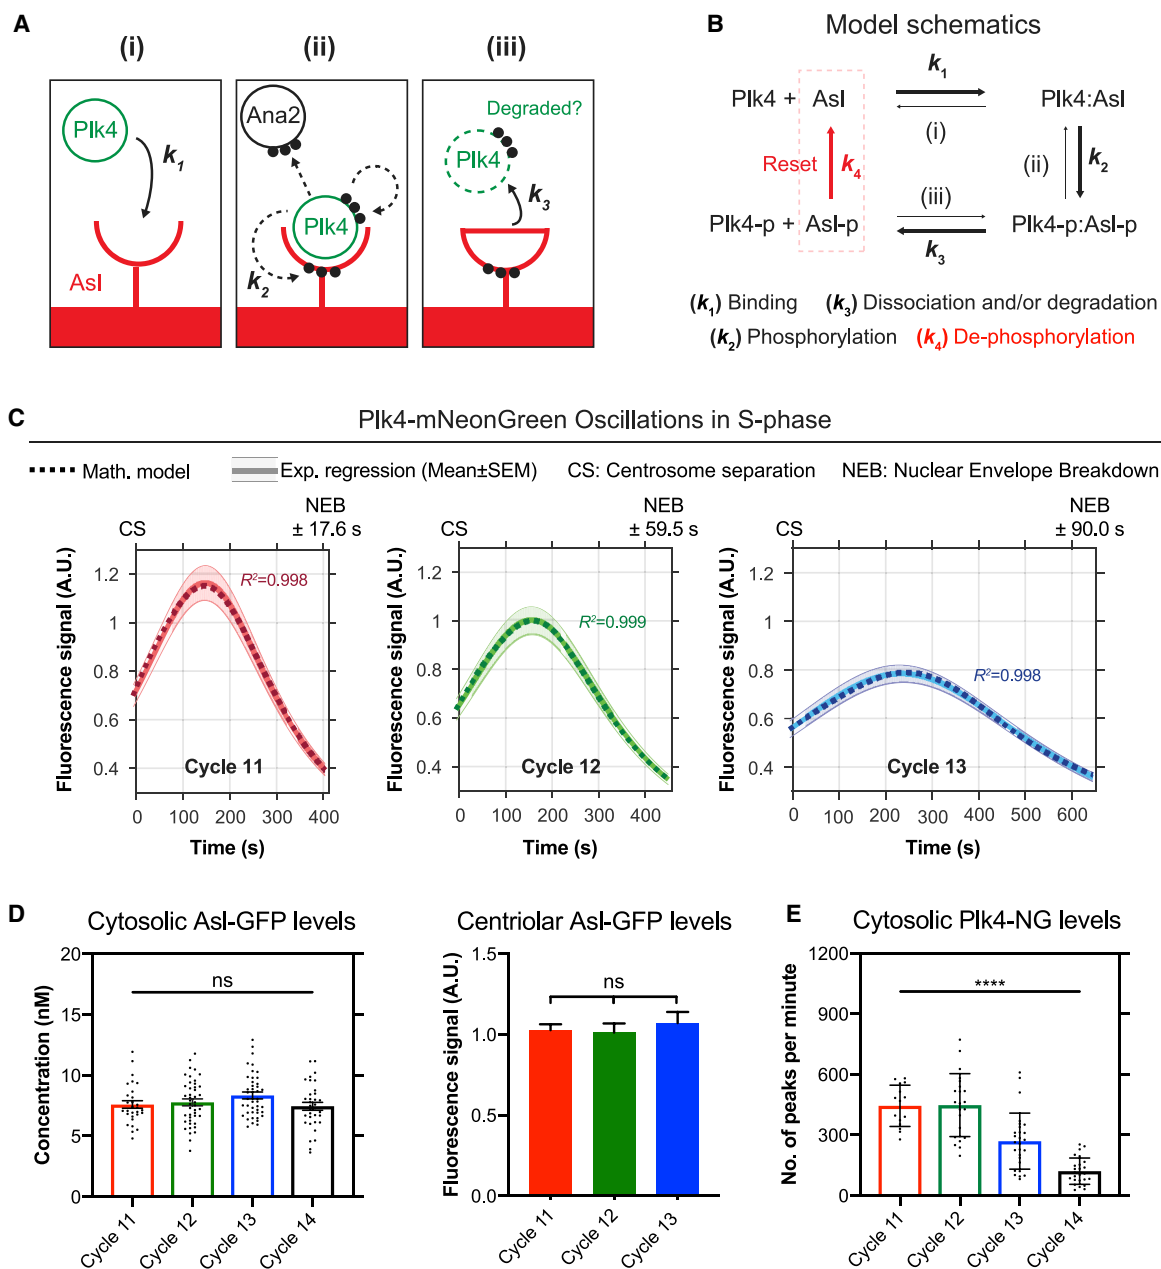 A
(i)
(ii)
(iii)
Plk4
k1
Asl
Ana2
Plk4
k2
Degraded?
Plk4
k3
B
Model schematics
k1
Plk4 + Asl
Plk4:Asl
(i)
Reset
k4
(ii)
k2
(iii)
Plk4-p + Asl-p
Plk4-p:Asl-p
k3
(k1) Binding (k3) Dissociation and/or degradation
(k2) Phosphorylation (k4) De-phosphorylation
C
Plk4-mNeonGreen Oscillations in S-phase
Math. model Exp. regression (Mean±SEM) CS: Centrosome separation NEB: Nuclear Envelope Breakdown
CS
NEB
± 17.6 s
Fluorescence signal (A.U.)
1.2
1
0.8
0.6
0.4
R²=0.998
Cycle 11
0 100 200 300 400
Time (s)
CS
NEB
± 59.5 s
Fluorescence signal (A.U.)
1.2
1
0.8
0.6
0.4
R²=0.999
Cycle 12
0 100 200 300 400
Time (s)
CS
NEB
± 90.0 s
Fluorescence signal (A.U.)
1.2
1
0.8
0.6
0.4
R²=0.998
Cycle 13
0 100 200 300 400 500 600
Time (s)
D
Cytosolic Asl-GFP levels
Concentration (nM)
20
15
10
5
0
ns
Cycle 11
Cycle 12
Cycle 13
Cycle 14
Centriolar Asl-GFP levels
Fluorescence signal (A.U.)
1.5
1.0
0.5
0.0
ns
Cycle 11
Cycle 12
Cycle 13
E
Cytosolic Plk4-NG levels
No. of peaks per minute
1200
900
600
300
0
****
Cycle 11
Cycle 12
Cycle 13
Cycle 14